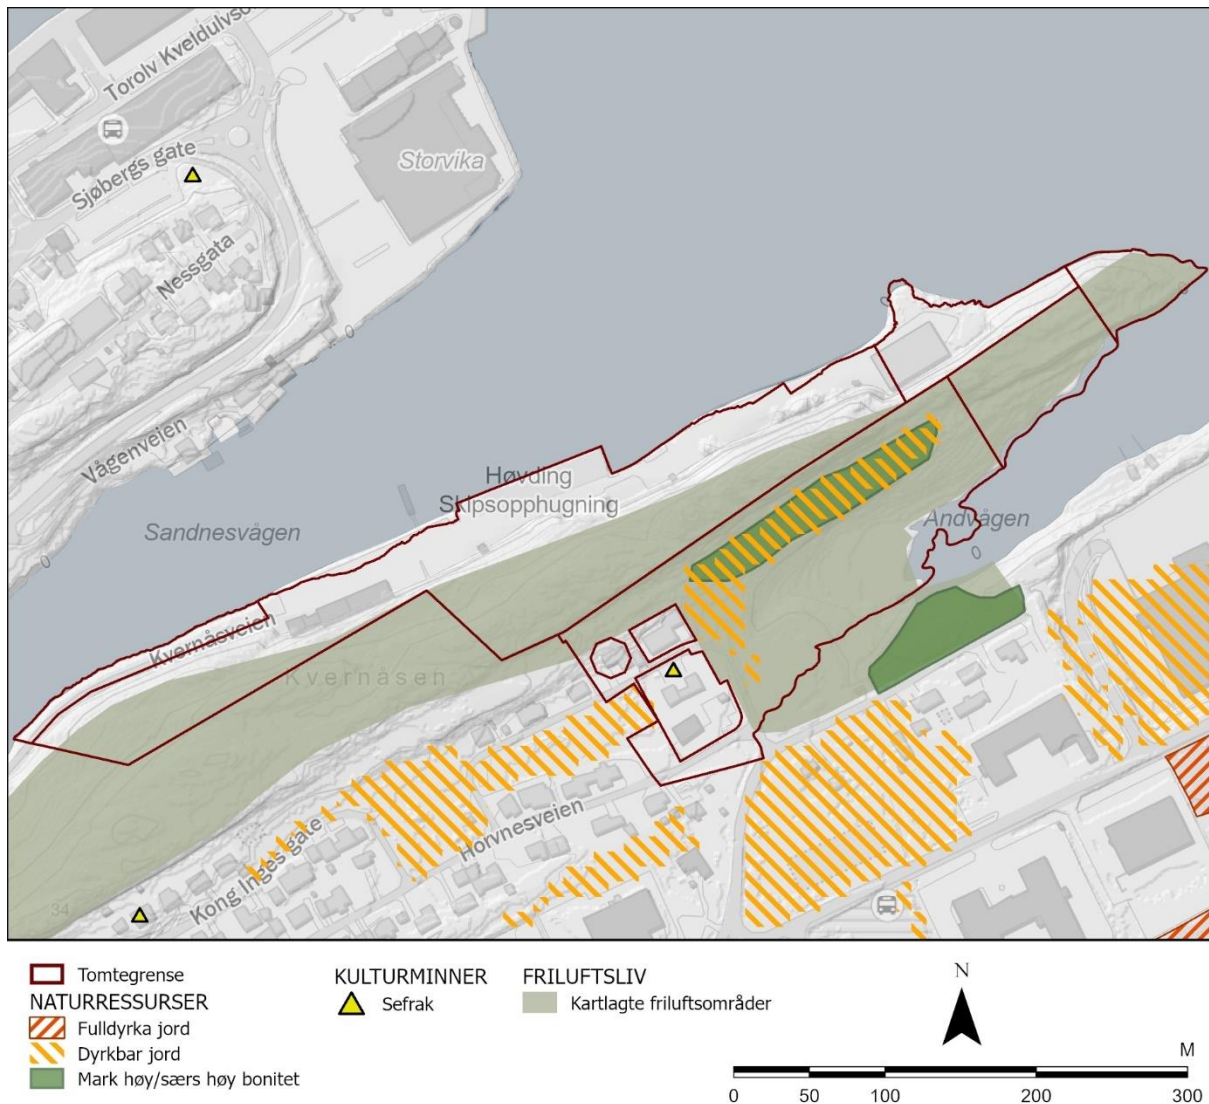 Torolv Kveldulvso
Sjøbergs gate
Storvika
Nessgata
0
Vågenveien
Høvding
Skipsopphugning
Sandnesvågen
Andvågen
0
0
Kvernåsveien
Kvernåsen
Horvnesveien
Kong Inges gate
34
Tomtegrense
NATURRESSURSER
Fulldyrka jord
Dyrkbar jord
Mark høy/særs høy bonitet
KULTURMINNER
Sefrak
FRILUFTSLIV
Kartlagte friluftsområder
N
M
0 50 100 200 300